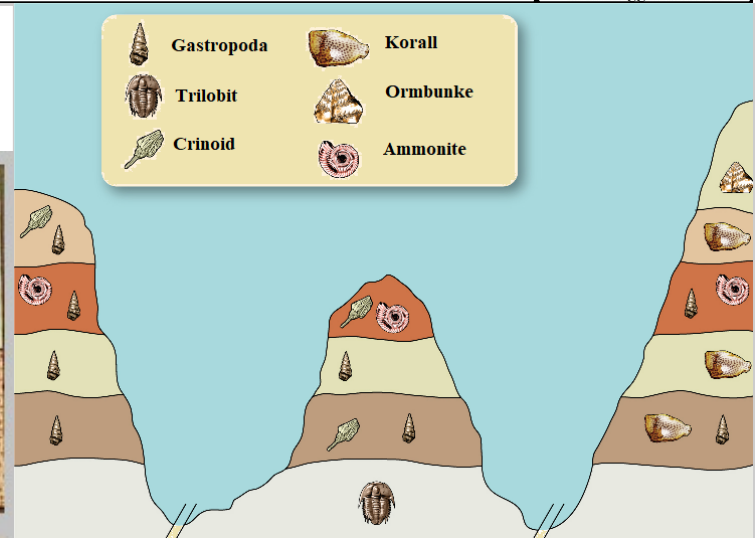 Gastropoda
Trilobit
Crinoid
Korall
Ormbunke
Ammonite